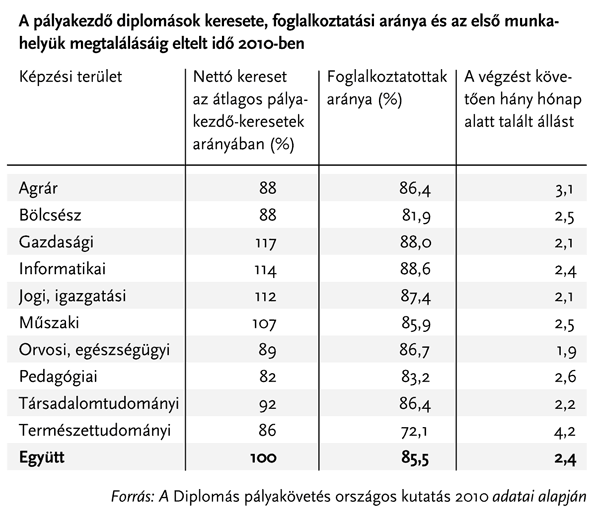 A pályakezdő diplomások keresete, foglalkoztatási aránya és az első munka-
helyük megtalálásáig eltelt idő 2010-ben
Képzési terület Nettó kereset Foglalkoztatottak A végzést köve-
az átlagos pálya- aránya (%) tően hány hónap
kezdő-keresetek alatt talált állást
arányában (%)
Agrár 88 86,4 3,1
Bölcsész 88 81,9 2,5
Gazdasági 117 88,0 2,1
Informatikai 114 88,6 2,4
Jogi, igazgatási 112 87,4 2,1
Műszaki 107 85,9 2,5
Orvosi, egészségügyi 89 86,7 1,9
Pedagógiai 82 83,2 2,6
Társadalomtudományi 92 86,4 2,2
Természettudományi 86 72,1 4,2
Együtt 100 85,5 2,4
Forrás: A Diplomás pályakövetés országos kutatás 2010 adatai alapján